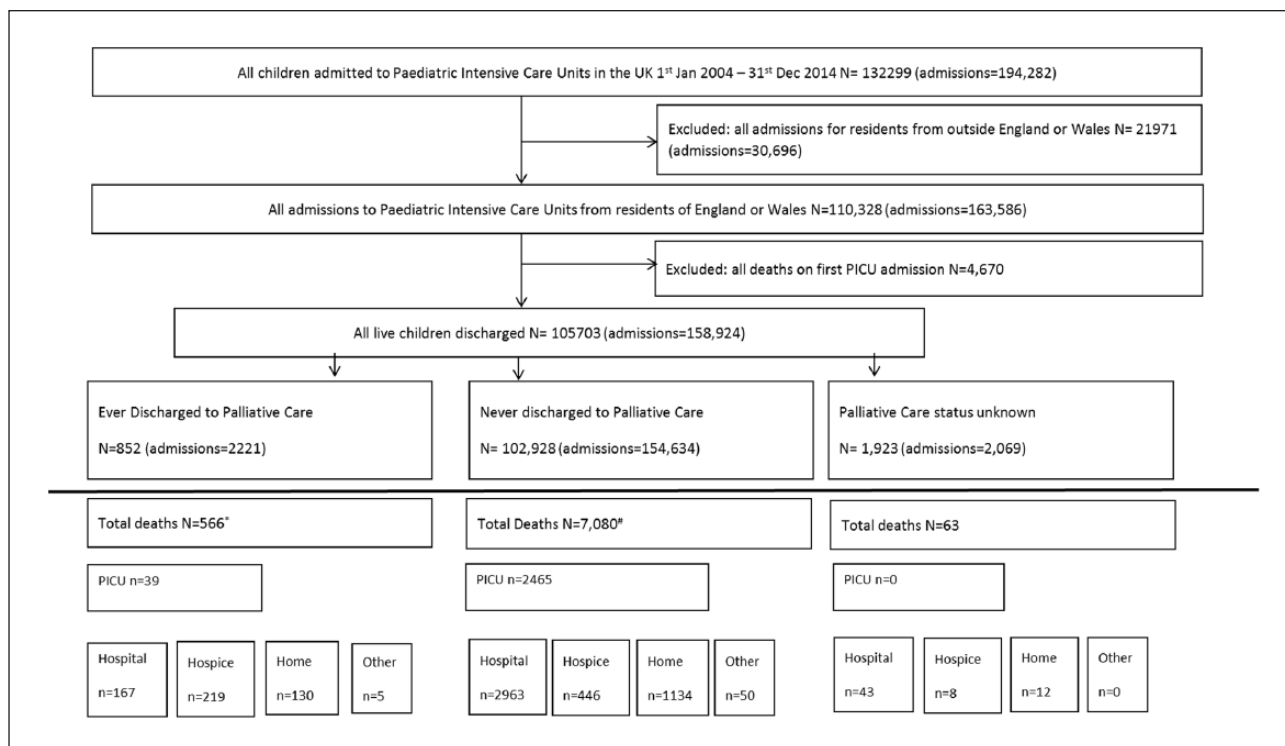 All children admitted to Paediatric Intensive Care Units in the UK 1st Jan 2004 – 31st Dec 2014 N= 132299 (admissions=194,282)
Excluded: all admissions for residents from outside England or Wales N= 21971
(admissions=30,696)
All admissions to Paediatric Intensive Care Units from residents of England or Wales N=110,328 (admissions=163,586)
Excluded: all deaths on first PICU admission N=4,670
All live children discharged N= 105703 (admissions=158,924)
Ever Discharged to Palliative Care
N=852 (admissions=2221)
Never discharged to Palliative Care
N= 102,928 (admissions=154,634)
Palliative Care status unknown
N= 1,923 (admissions=2,069)
Total deaths N=566*
Total Deaths N=7,080#
Total deaths N=63
PICU n=39
PICU n=2465
PICU n=0
Hospital
n=167
Hospice
n=219
Home
n=130
Other
n=5
Hospital
n=2963
Hospice
n=446
Home
n=1134
Other
n=50
Hospital
n=43
Hospice
n=8
Home
n=12
Other
n=0